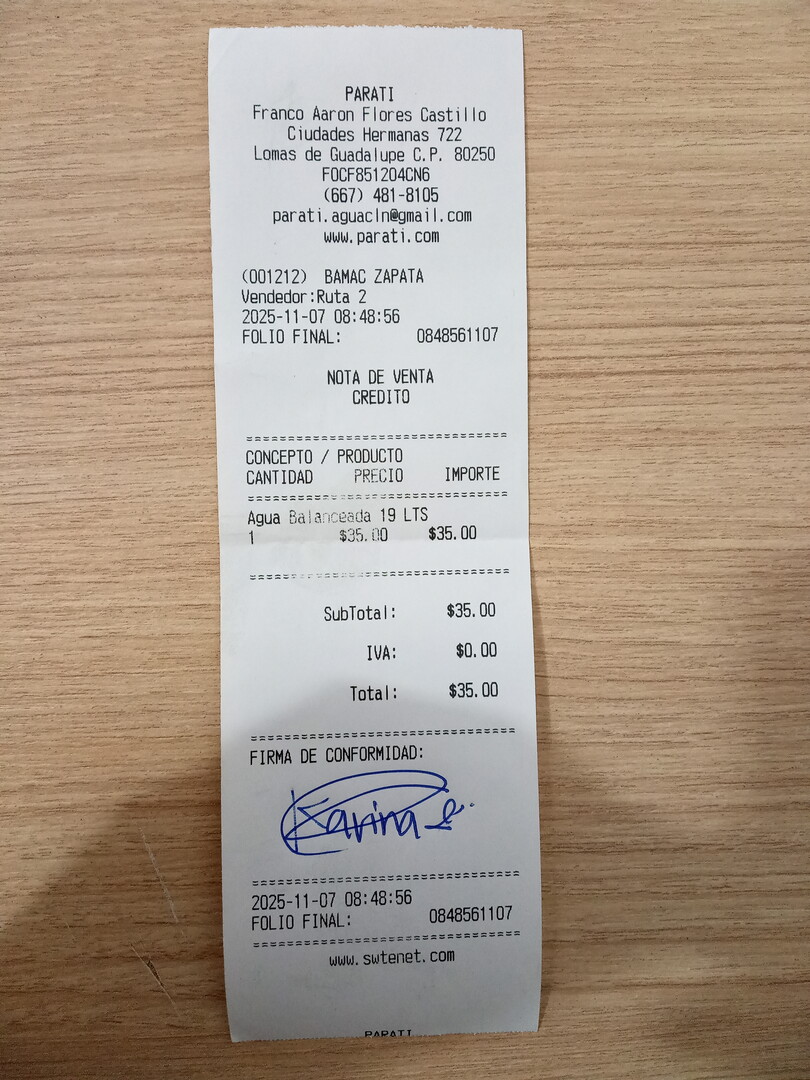 PARATI
Franco Aaron Flores Castillo
Ciudades Hermanas 722
Lomas de Guadalupe C.P. 80250
FOCF851204CN6
(667) 481-8105
parati.aguacln@gmail.com
www.parati.com
(001212) BAMAC ZAPATA
Vendedor:Ruta 2
2025-11-07 08:48:56
FOLIO FINAL: 0848561107
NOTA DE VENTA
CREDITO
CONCEPTO / PRODUCTO
CANTIDAD PRECIO IMPORTE
Agua Balanceada 19 LTS
1 $35.00 $35.00
SubTotal: $35.00
IVA: $0.00
Total: $35.00
FIRMA DE CONFORMIDAD:
Karina
2025-11-07 08:48:56
FOLIO FINAL: 0848561107
www.swtenet.com
PARATI